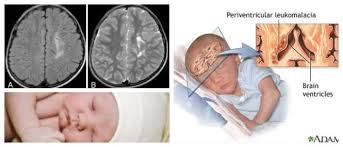 Periventricular leukomalacia
A
B
Brain
ventricles
ADAM